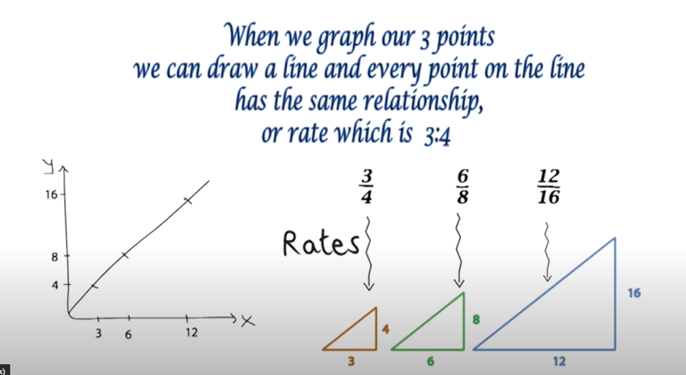 When we graph our 3 points
we can draw a line and every point on the line
has the same relationship,
or rate which is 3:4
y
16
8
4
3 6 12 X
3/4 6/8 12/16
Rates
4
3
8
6
16
12